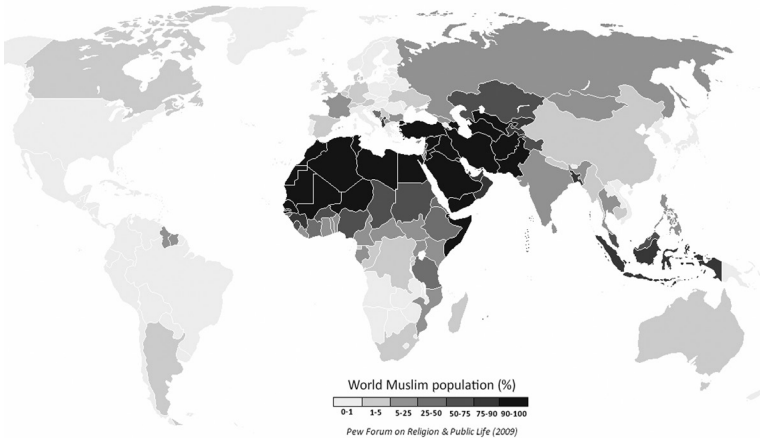 World Muslim population (%)
0-1 1-5 5-25 25-50 50-75 75-90 90-100
Pew Forum on Religion & Public Life (2009)